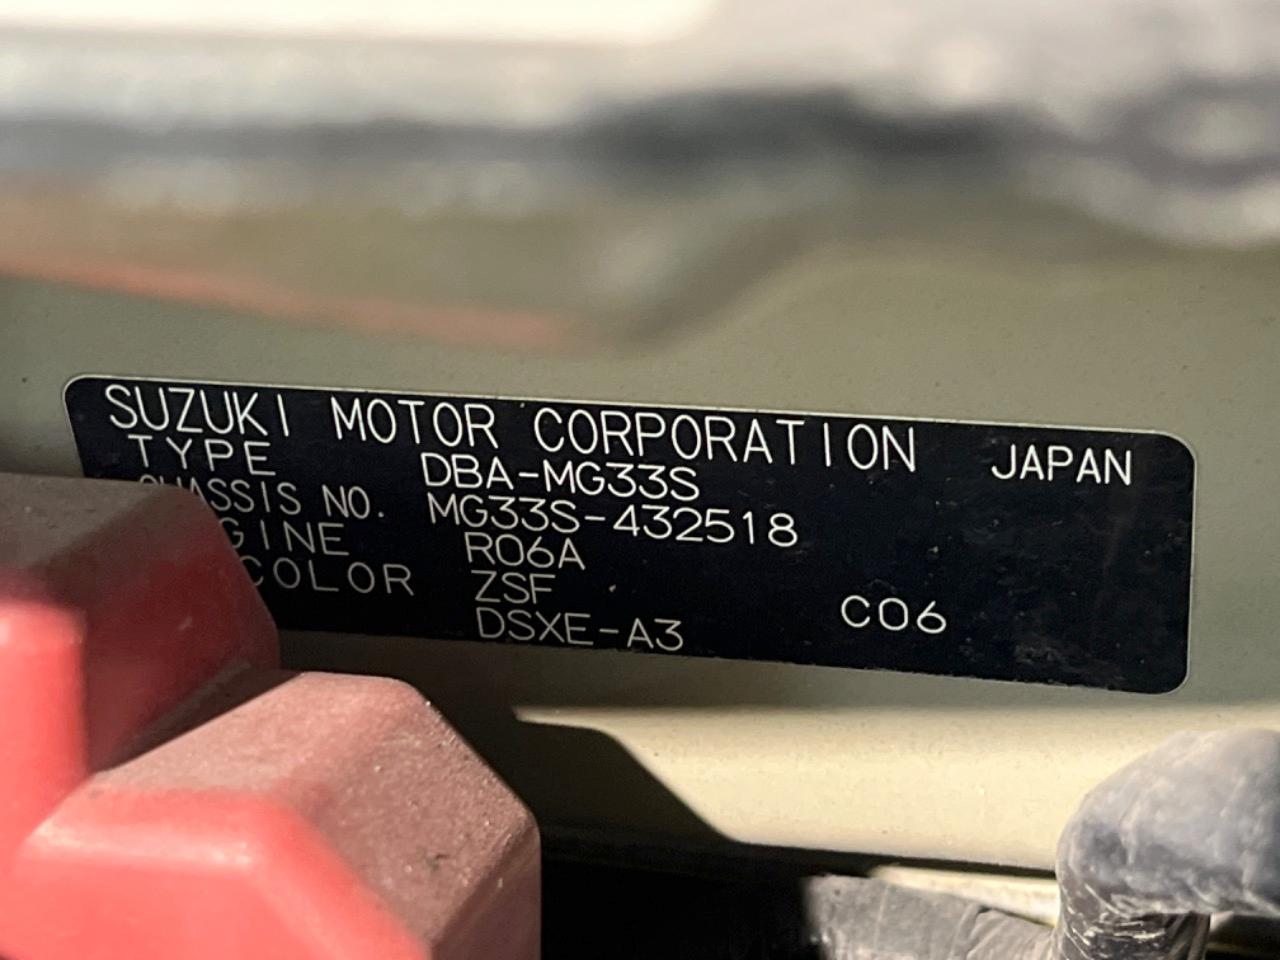 SUZUKI MOTOR CORPORATION JAPAN
TYPE DBA-MG33S
CHASSIS NO. MG33S-432518
GINE R06A
COLOR ZSF
DSXE-A3 C06